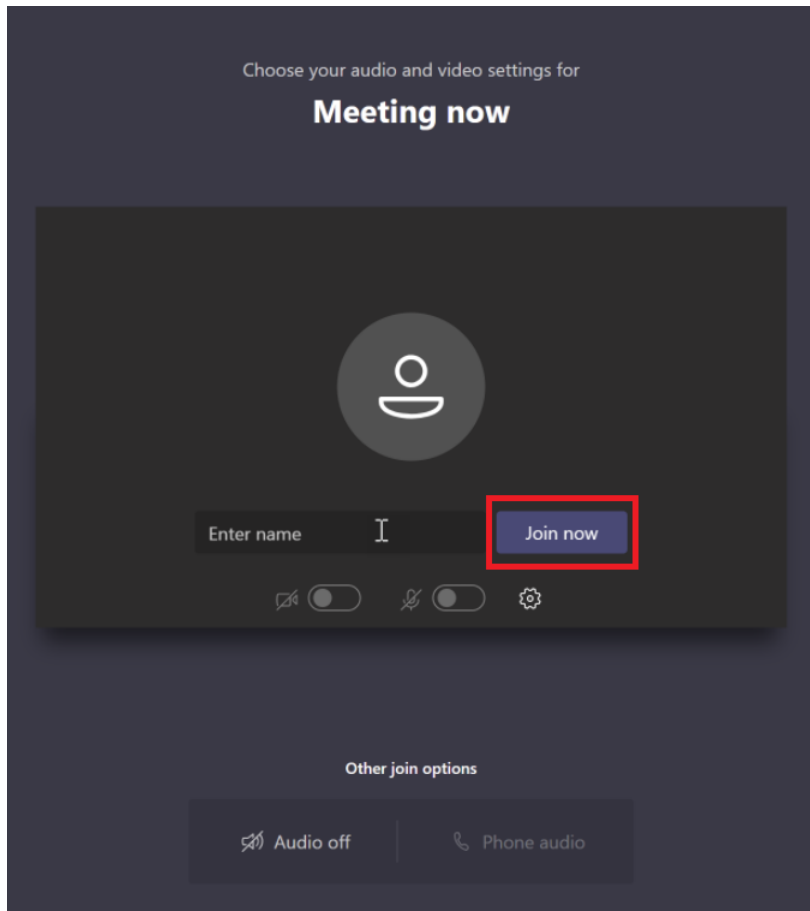 Choose your audio and video settings for
Meeting now
Enter name
Join now
Other join options
Audio off
Phone audio